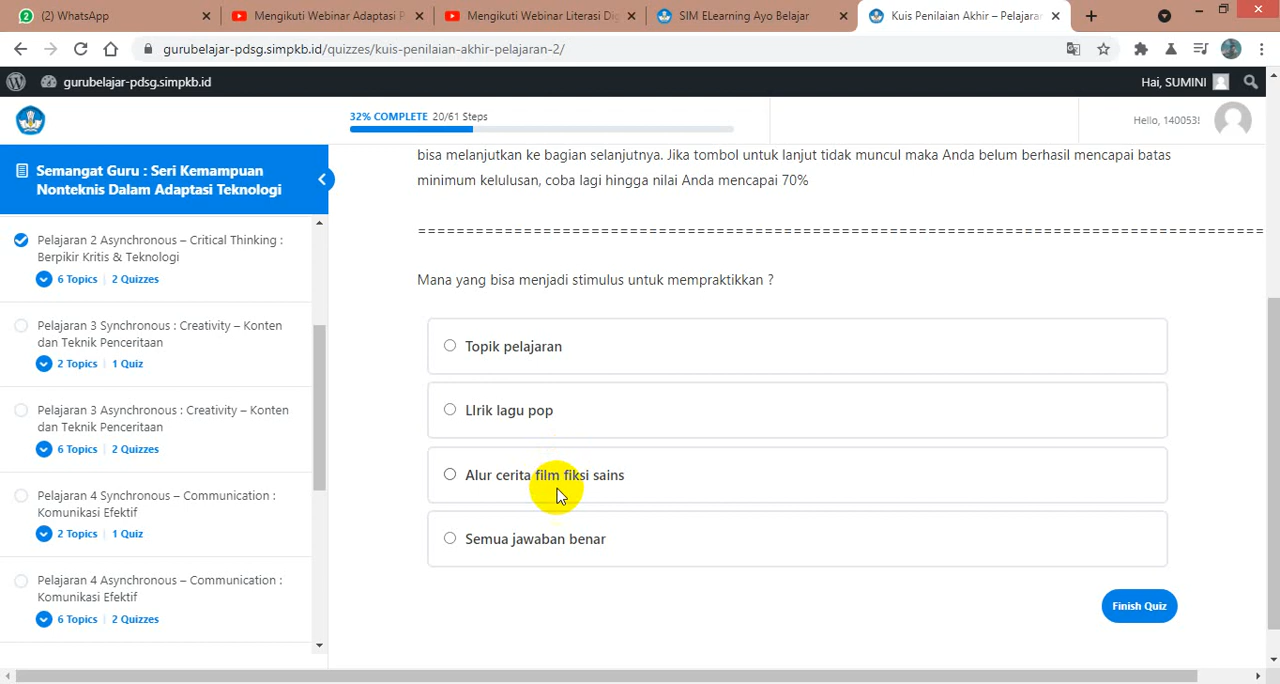 (2) WhatsApp
Mengikuti Webinar Adaptasi P
Mengikuti Webinar Literasi Dig
SIM ELearning Ayo Belajar
Kuis Penilaian Akhir – Pelajaran
gurubelajar-pdsg.simpkb.id/quizzes/kuis-penilaian-akhir-pelajaran-2/
gurubelajar-pdsg.simpkb.id
Hai, SUMINI
32% COMPLETE 20/61 Steps
Hello, 140053!
Semangat Guru : Seri Kemampuan
Nonteknis Dalam Adaptasi Teknologi
Pelajaran 2 Asynchronous – Critical Thinking :
Berpikir Kritis & Teknologi
6 Topics | 2 Quizzes
Pelajaran 3 Synchronous : Creativity – Konten
dan Teknik Penceritaan
2 Topics | 1 Quiz
Pelajaran 3 Asynchronous : Creativity – Konten
dan Teknik Penceritaan
6 Topics | 2 Quizzes
Pelajaran 4 Synchronous – Communication :
Komunikasi Efektif
2 Topics | 1 Quiz
Pelajaran 4 Asynchronous – Communication :
Komunikasi Efektif
6 Topics | 2 Quizzes
bisa melanjutkan ke bagian selanjutnya. Jika tombol untuk lanjut tidak muncul maka Anda belum berhasil mencapai batas
minimum kelulusan, coba lagi hingga nilai Anda mencapai 70%
Mana yang bisa menjadi stimulus untuk mempraktikkan ?
Topik pelajaran
LIrik lagu pop
Alur cerita film fiksi sains
Semua jawaban benar
Finish Quiz